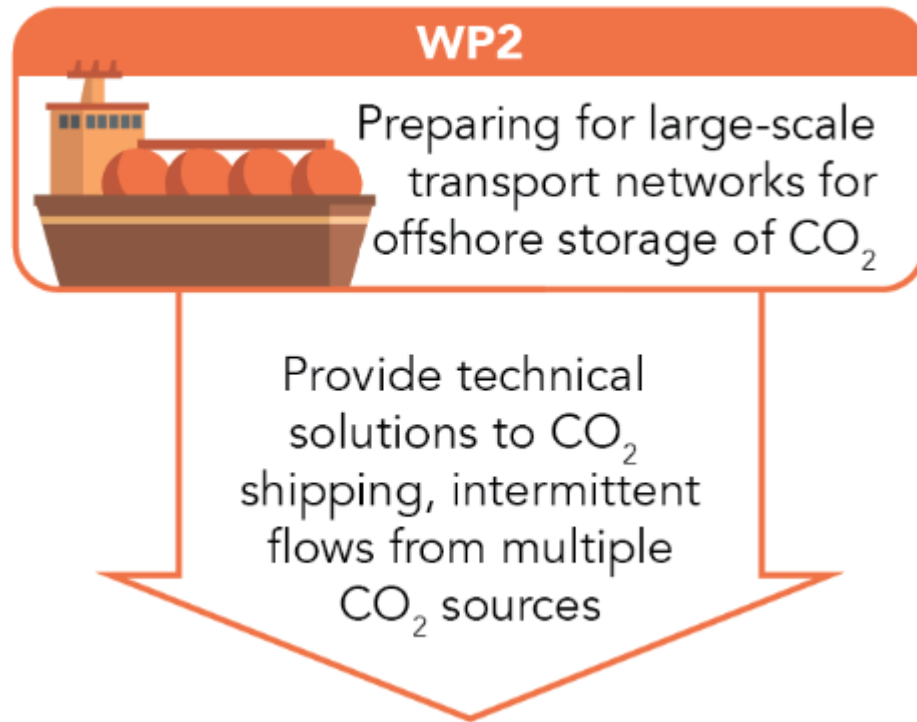 WP2
Preparing for large-scale
transport networks for
offshore storage of CO₂
Provide technical
solutions to CO₂
shipping, intermittent
flows from multiple
CO₂ sources